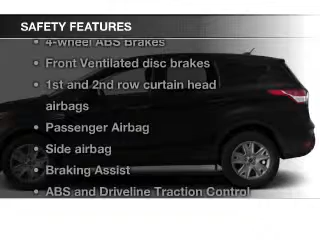 SAFETY FEATURES
• 4-wheel ABS Brakes
• Front Ventilated disc brakes
• 1st and 2nd row curtain head
airbags
• Passenger Airbag
• Side airbag
• Braking Assist
• ABS and Driveline Traction Control